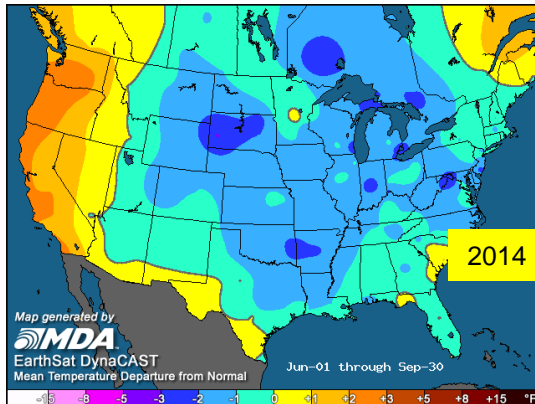 2014
Map generated by
MDA
EarthSat DynaCAST
Mean Temperature Departure from Normal
Jun-01 through Sep-30
-15 -8 -5 -3 -2 -1 0 +1 +2 +3 +5 +8 +15 °F